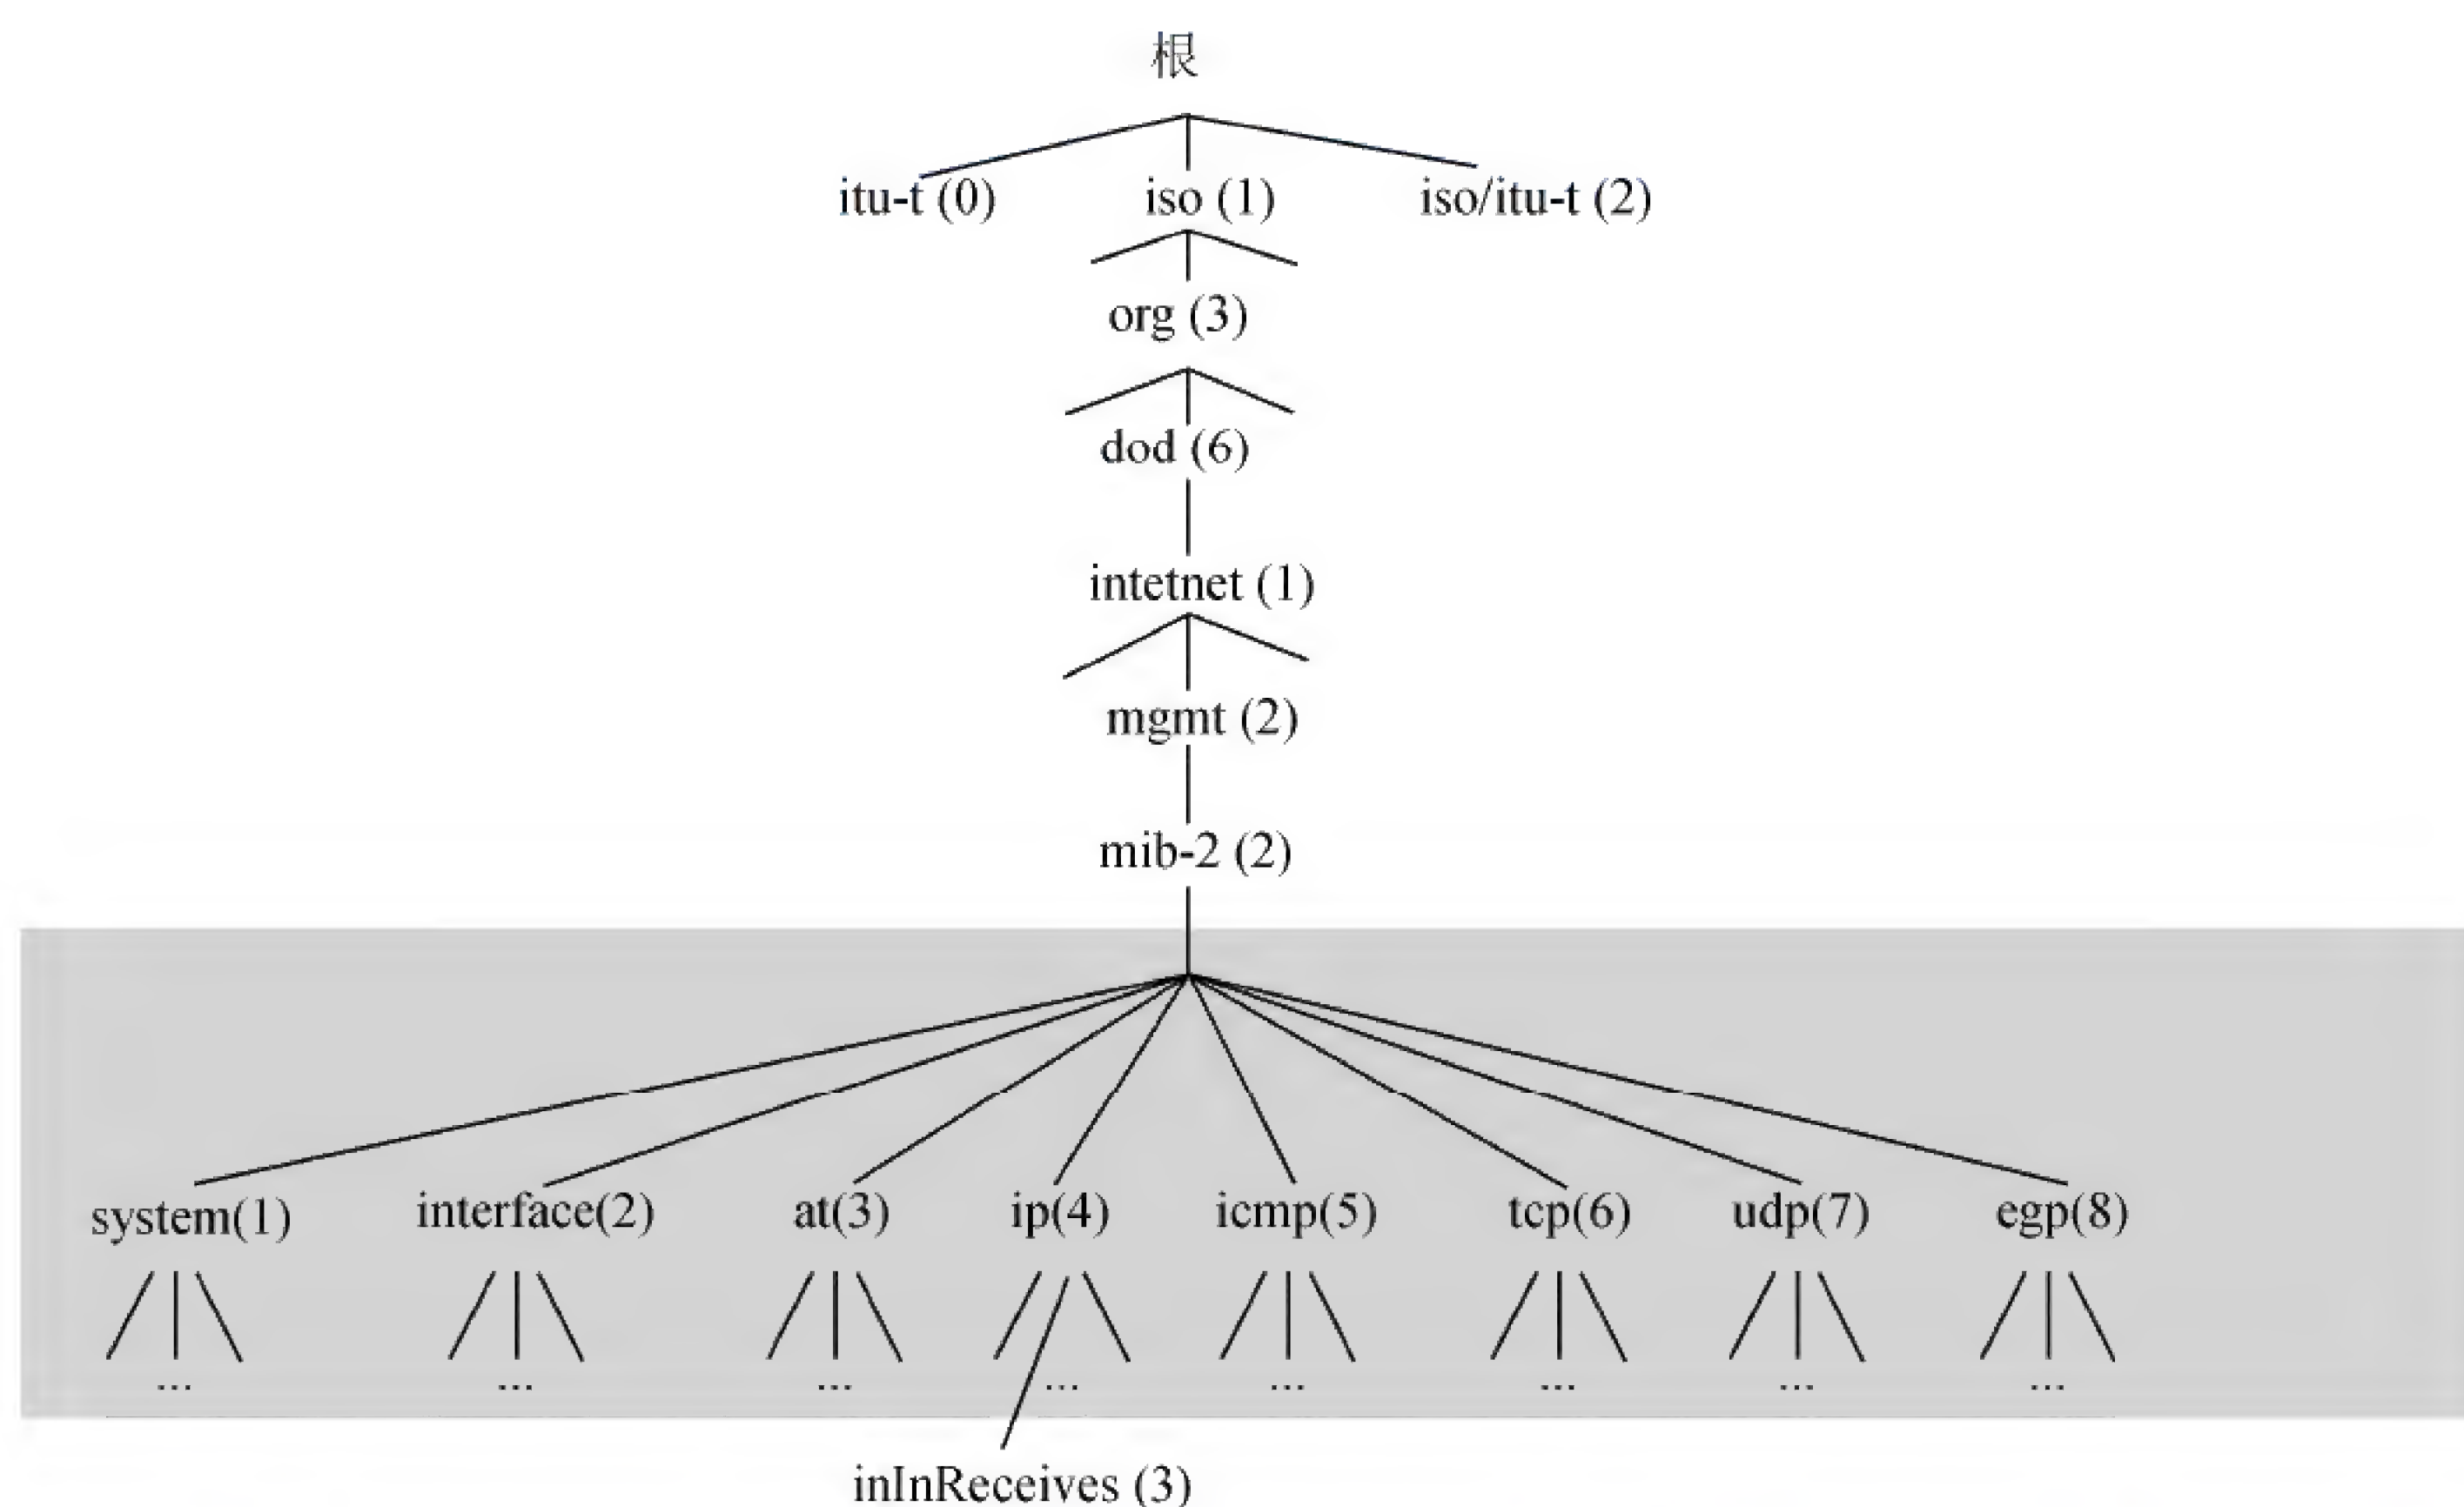 根
itu-t (0) iso (1) iso/itu-t (2)
org (3)
dod (6)
intetnet (1)
mgmt (2)
mib-2 (2)
system(1) interface(2) at(3) ip(4) icmp(5) tcp(6) udp(7) egp(8)
... ... ... ... ... ... ... ...
inInReceives (3)